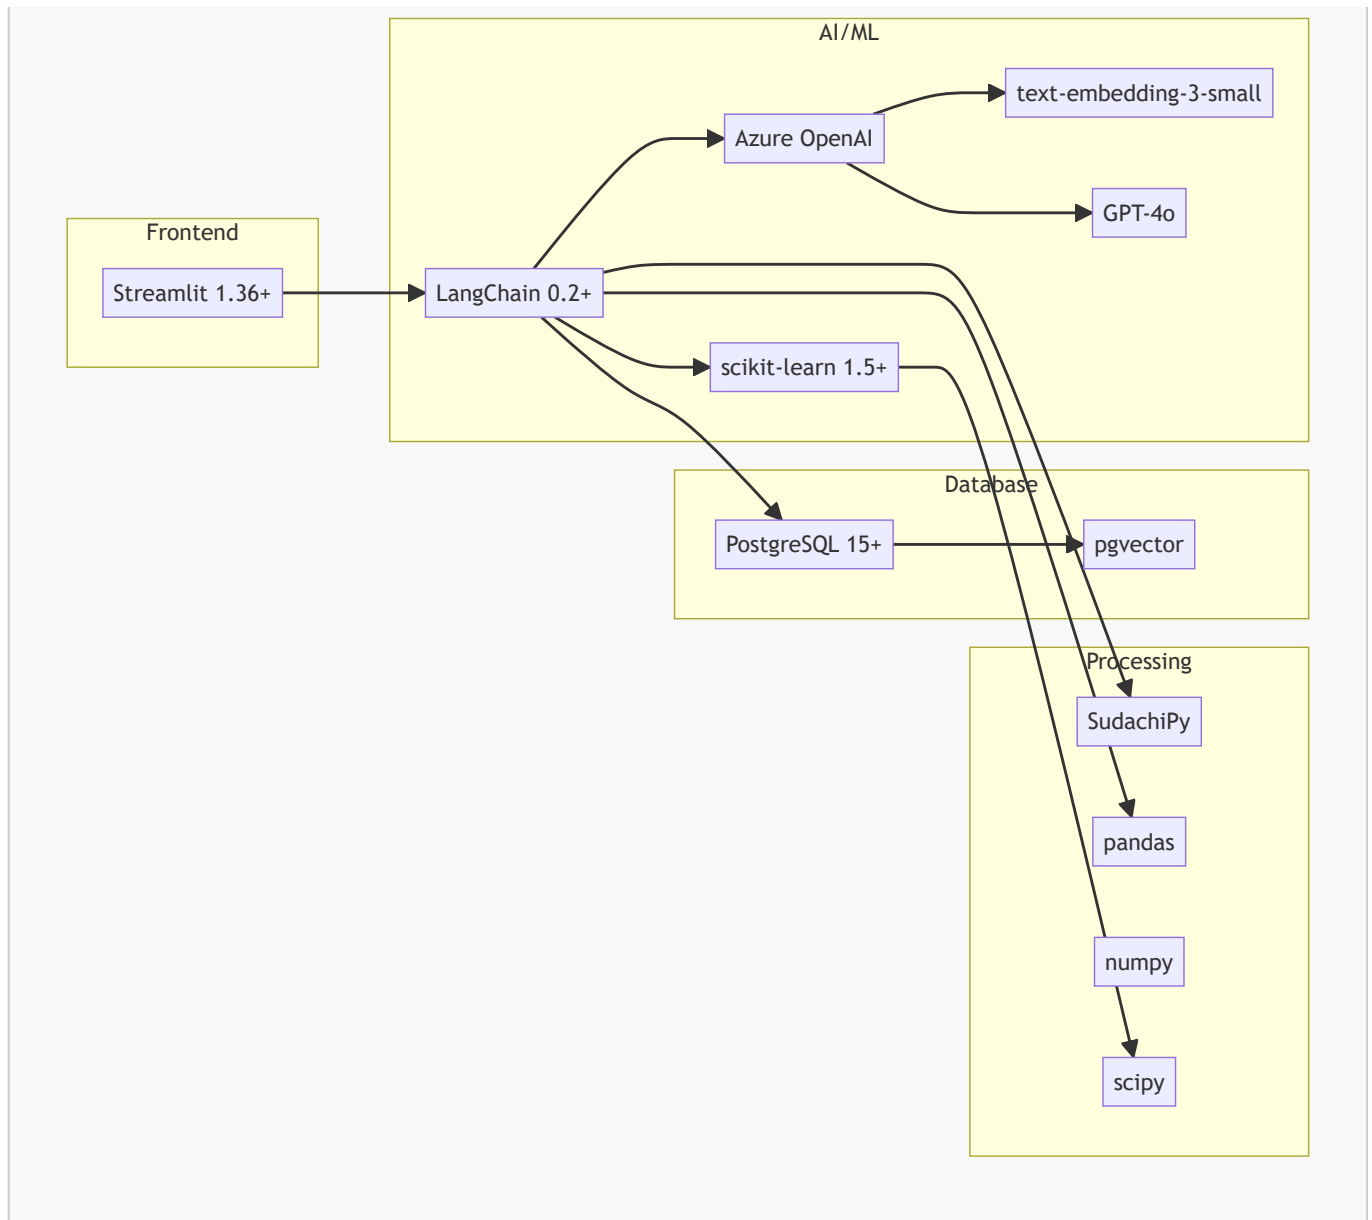 AI/ML
text-embedding-3-small
Azure OpenAI
GPT-4o
Frontend
Streamlit 1.36+
LangChain 0.2+
scikit-learn 1.5+
Database
PostgreSQL 15+
pgvector
Processing
SudachiPy
pandas
numpy
scipy